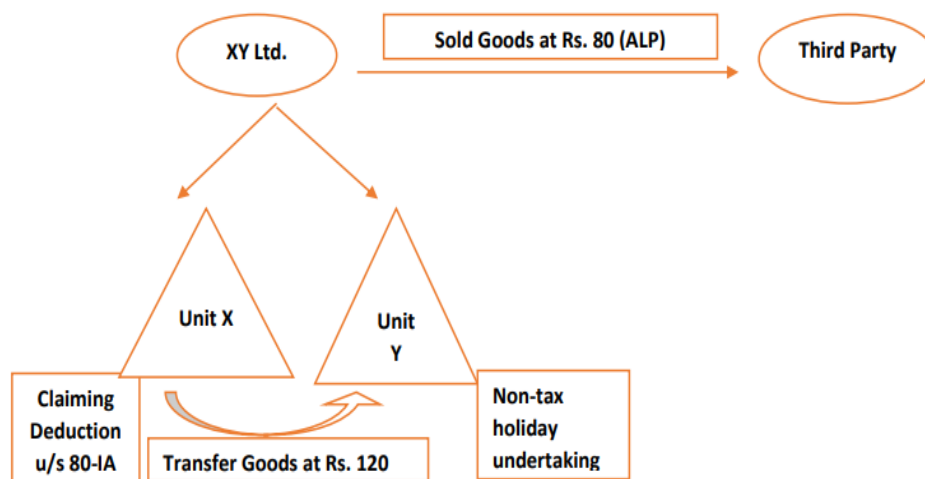 XY Ltd.
Sold Goods at Rs. 80 (ALP)
Third Party
Unit X
Unit
Y
Claiming
Deduction
u/s 80-IA
Transfer Goods at Rs. 120
Non-tax
holiday
undertaking